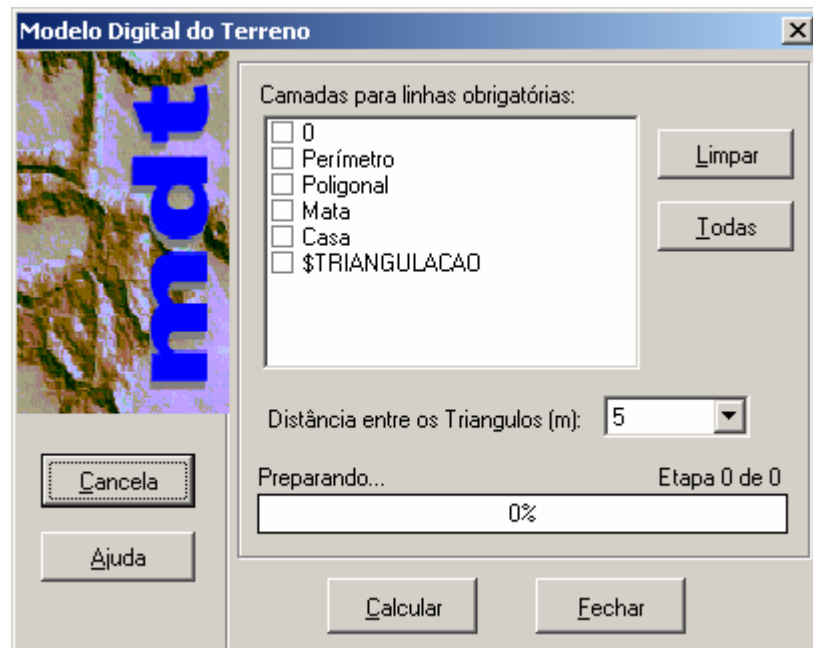 Modelo Digital do Terreno
mdt
Camadas para linhas obrigatórias:
0
Perímetro
Poligonal
Mata
Casa
$TRIANGULACAO
Limpar
Todas
Distância entre os Triangulos (m): 5
Preparando... Etapa 0 de 0
0%
Cancela
Ajuda
Calcular Fechar